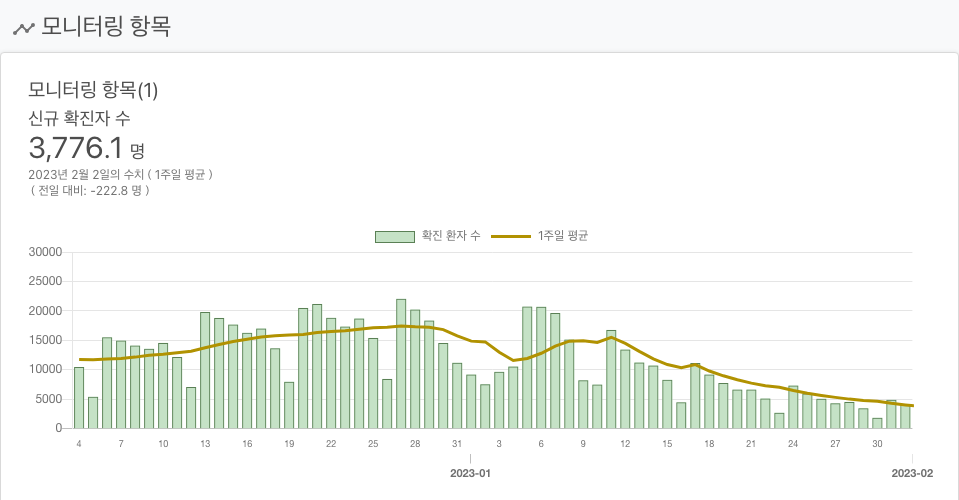 모니터링 항목
모니터링 항목(1)
신규 확진자 수
3,776.1 명
2023년 2월 2일의 수치 ( 1주일 평균 )
( 전일 대비: -222.8 명 )
확진 환자 수 1주일 평균
30000
25000
20000
15000
10000
5000
0
4 7 10 13 16 19 22 25 28 31 3 6 9 12 15 18 21 24 27 30
2023-01 2023-02